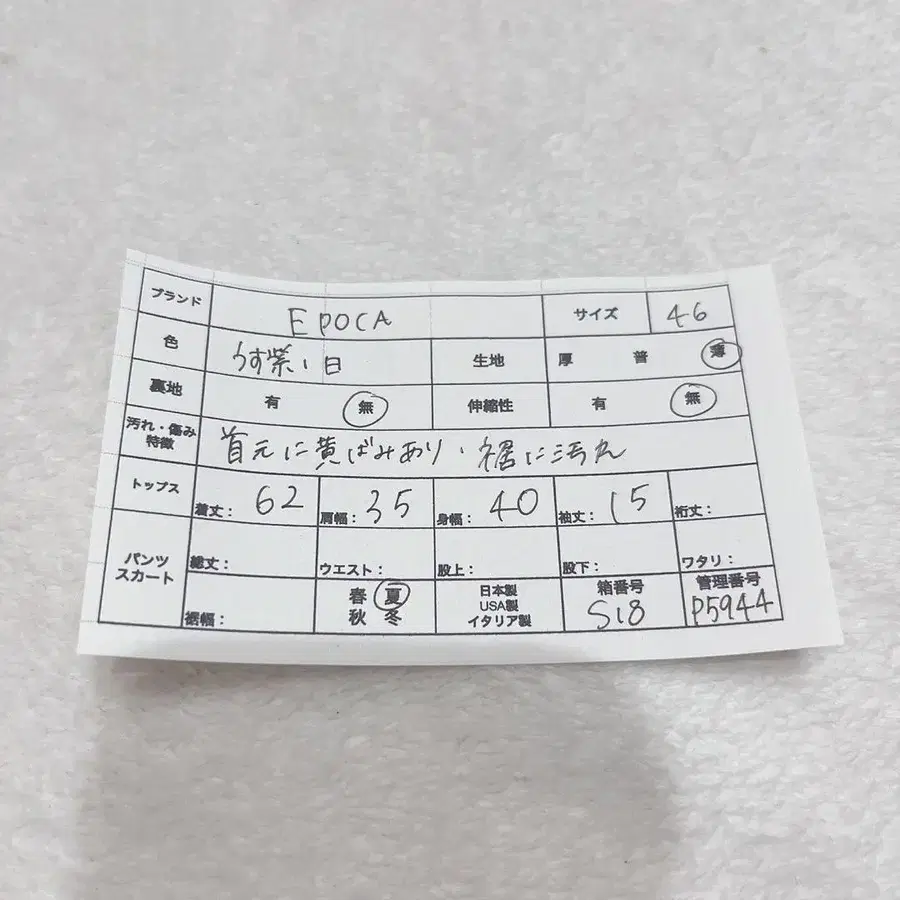 ブランド EPOCA サイズ 46
色 うす紫、白 生地 厚 普 薄
裏地 有 無 伸縮性 有 無
汚れ・傷み
特徴 首元に黄ばみあり、裾に汚れ
トップス 着丈： 62 肩幅： 35 身幅： 40 袖丈： 15 裄丈：
パンツ
スカート 総丈： ウエスト： 股上： 股下： ワタリ：
裾幅： 春 夏 日本製 箱番号 管理番号
秋 冬 USA製 S18 P5944
イタリア製